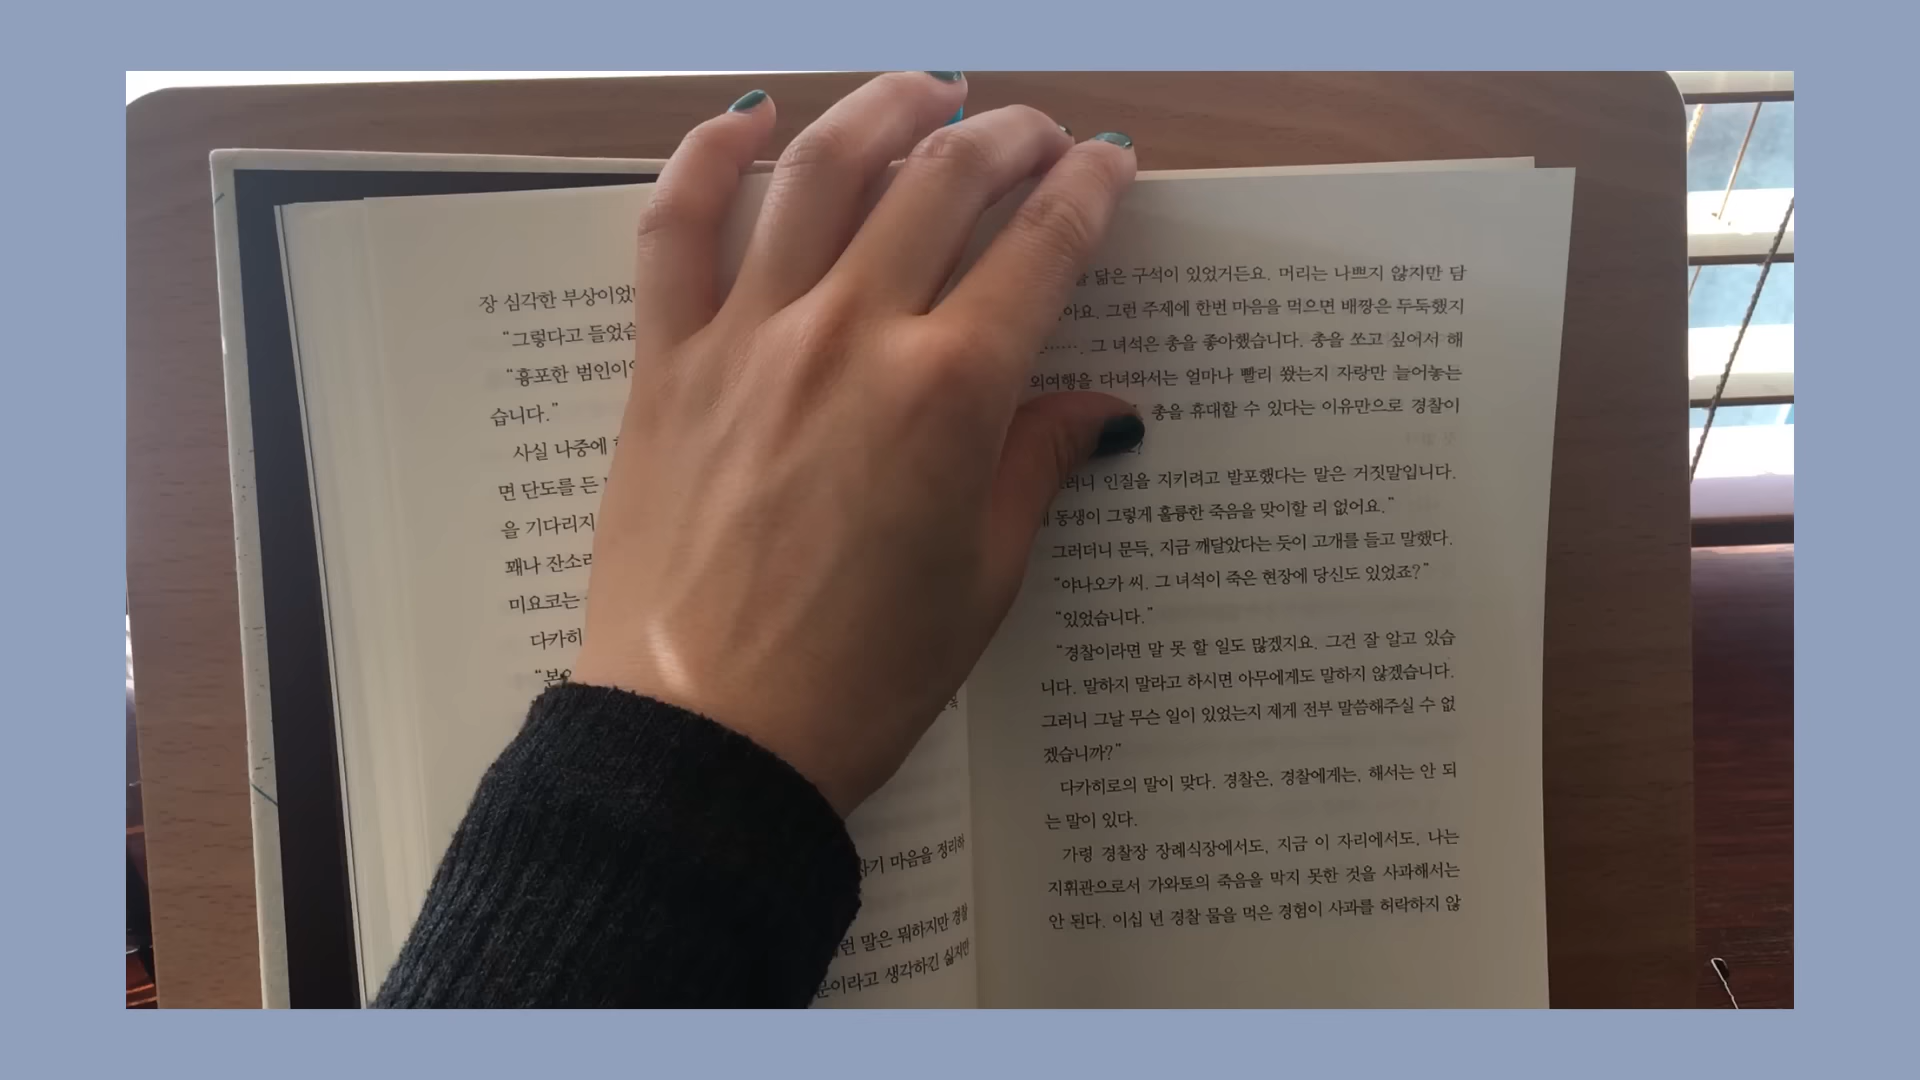 장 심각한 부상이었
“그렇다고 들었습
“흉포한 범인이
습니다.”
사실 나중에
면 단도를 든
을 기다리지
꽤나 잔소리
미요코는
다카히
“본인
사기 마음을 정리하
런 말은 뭐하지만 경찰
문이라고 생각하긴 싫지만
닮은 구석이 있었거든요. 머리는 나쁘지 않지만 담
아요. 그런 주제에 한번 마음을 먹으면 배짱은 두둑했지
……. 그 녀석은 총을 좋아했습니다. 총을 쏘고 싶어서 해
외여행을 다녀와서는 얼마나 빨리 쐈는지 자랑만 늘어놓는
총을 휴대할 수 있다는 이유만으로 경찰이
러니 인질을 지키려고 발포했다는 말은 거짓말입니다.
동생이 그렇게 훌륭한 죽음을 맞이할 리 없어요.”
그러더니 문득, 지금 깨달았다는 듯이 고개를 들고 말했다.
“야나오카 씨. 그 녀석이 죽은 현장에 당신도 있었죠?”
“있었습니다.”
“경찰이라면 말 못 할 일도 많겠지요. 그건 잘 알고 있습
니다. 말하지 말라고 하시면 아무에게도 말하지 않겠습니다.
그러니 그날 무슨 일이 있었는지 제게 전부 말씀해주실 수 없
겠습니까?”
다카히로의 말이 맞다. 경찰은, 경찰에게는, 해서는 안 되
는 말이 있다.
가령 경찰장 장례식장에서도, 지금 이 자리에서도, 나는
지휘관으로서 가와토의 죽음을 막지 못한 것을 사과해서는
안 된다. 이십 년 경찰 물을 먹은 경험이 사과를 허락하지 않